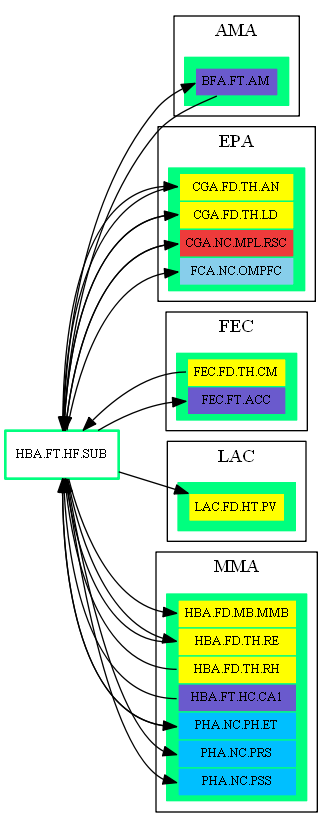 AMA
BFA.FT.AM
EPA
CGA.FD.TH.AN
CGA.FD.TH.LD
CGA.NC.MPL.RSC
FCA.NC.OMPFC
FEC
FEC.FD.TH.CM
FEC.FT.ACC
HBA.FT.HF.SUB
LAC
LAC.FD.HT.PV
MMA
HBA.FD.MB.MMB
HBA.FD.TH.RE
HBA.FD.TH.RH
HBA.FT.HC.CA1
PHA.NC.PH.ET
PHA.NC.PRS
PHA.NC.PSS